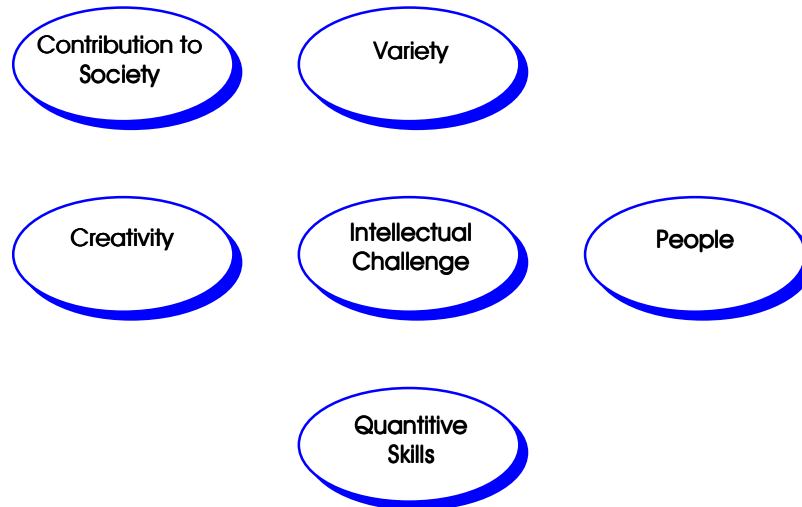 Contribution to
Society
Variety
Creativity
Intellectual
Challenge
People
Quantitive
Skills